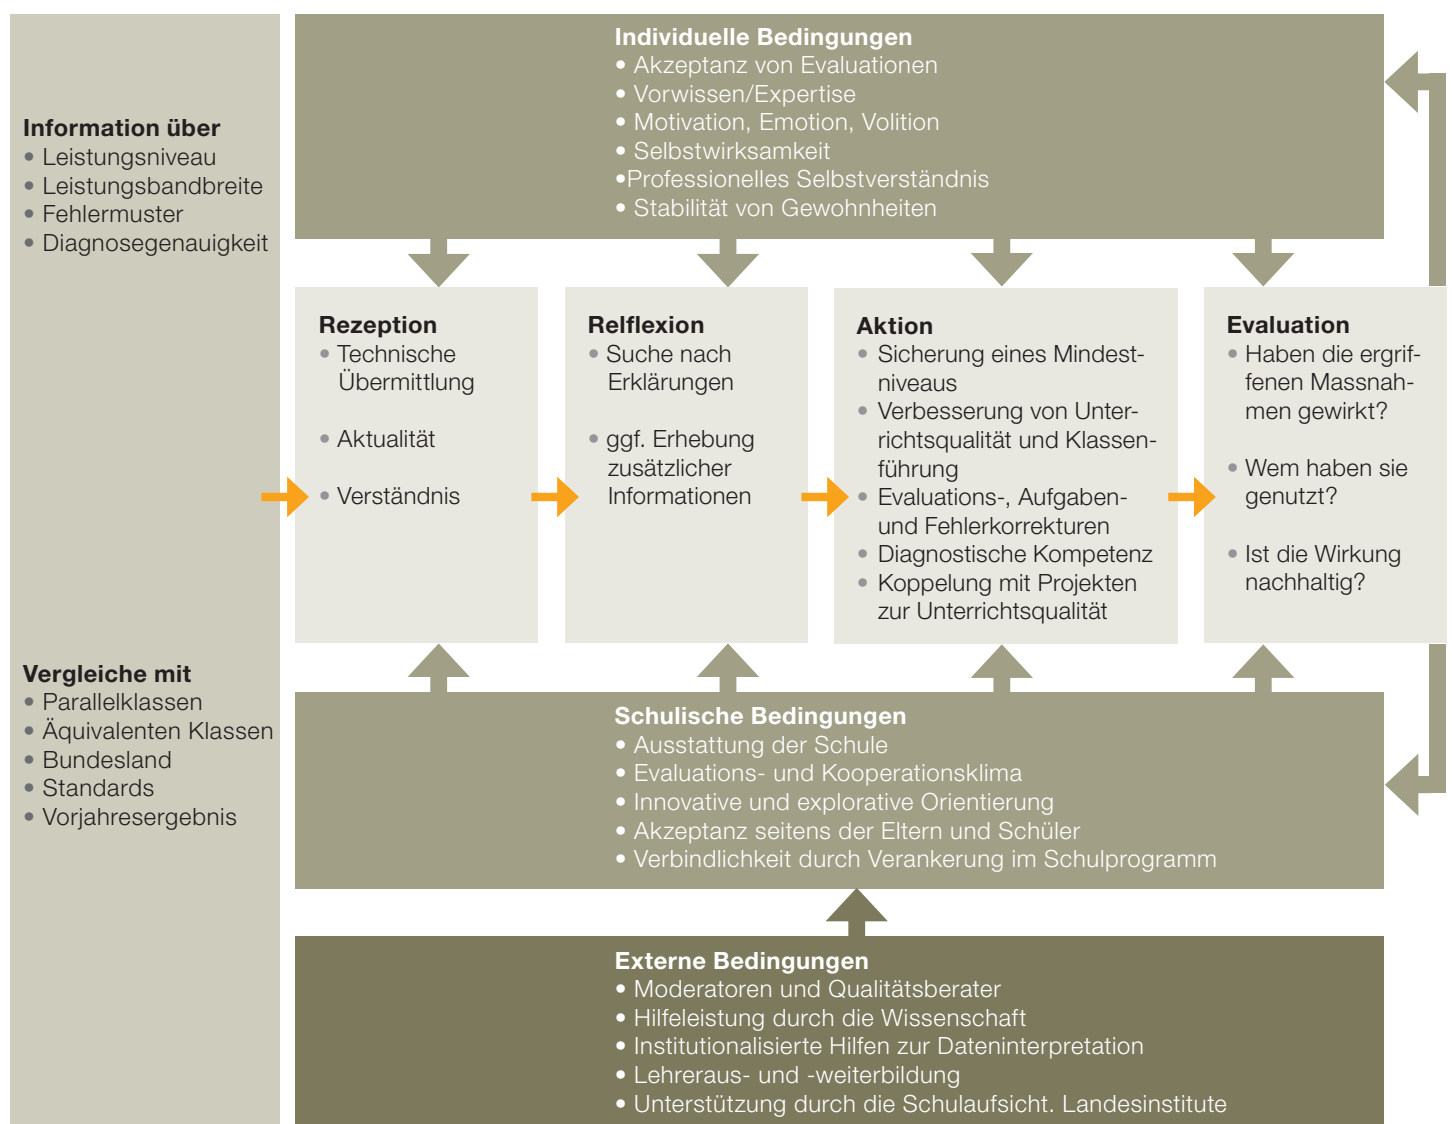 Information über
• Leistungsniveau
• Leistungsbandbreite
• Fehlermuster
• Diagnosegenauigkeit
Vergleiche mit
• Parallelklassen
• Äquivalenten Klassen
• Bundesland
• Standards
• Vorjahresergebnis
Individuelle Bedingungen
• Akzeptanz von Evaluationen
• Vorwissen/Expertise
• Motivation, Emotion, Volition
• Selbstwirksamkeit
•Professionelles Selbstverständnis
• Stabilität von Gewohnheiten
Rezeption
• Technische
Übermittlung
• Aktualität
• Verständnis
Relflexion
• Suche nach
Erklärungen
• ggf. Erhebung
zusätzlicher
Informationen
Aktion
• Sicherung eines Mindest-
niveaus
• Verbesserung von Unter-
richtsqualität und Klassen-
führung
• Evaluations-, Aufgaben-
und Fehlerkorrekturen
• Diagnostische Kompetenz
• Koppelung mit Projekten
zur Unterrichtsqualität
Evaluation
• Haben die ergrif-
fenen Massnah-
men gewirkt?
• Wem haben sie
genutzt?
• Ist die Wirkung
nachhaltig?
Schulische Bedingungen
• Ausstattung der Schule
• Evaluations- und Kooperationsklima
• Innovative und explorative Orientierung
• Akzeptanz seitens der Eltern und Schüler
• Verbindlichkeit durch Verankerung im Schulprogramm
Externe Bedingungen
• Moderatoren und Qualitätsberater
• Hilfeleistung durch die Wissenschaft
• Institutionalisierte Hilfen zur Dateninterpretation
• Lehreraus- und -weiterbildung
• Unterstützung durch die Schulaufsicht. Landesinstitute